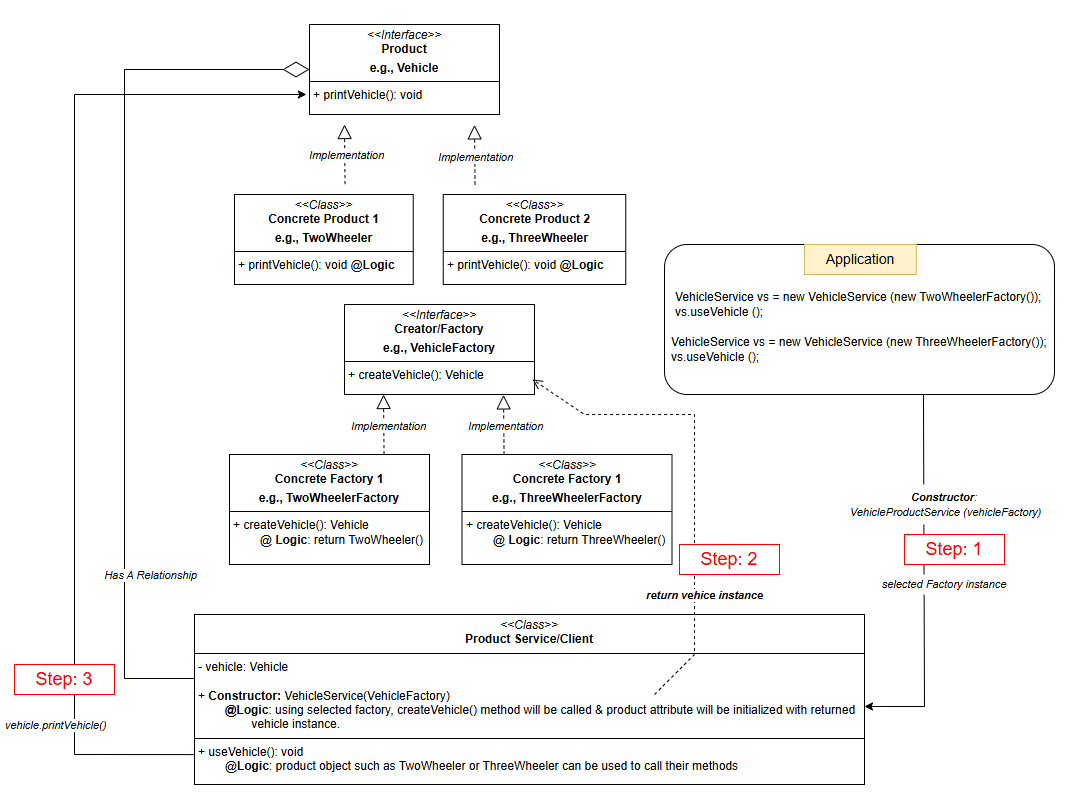 <<Interface>>
Product
e.g., Vehicle
+ printVehicle(): void
Implementation
Implementation
<<Class>>
Concrete Product 1
e.g., TwoWheeler
+ printVehicle(): void @Logic
<<Class>>
Concrete Product 2
e.g., ThreeWheeler
+ printVehicle(): void @Logic
Application
VehicleService vs = new VehicleService (new TwoWheelerFactory());
vs.useVehicle ();
VehicleService vs = new VehicleService (new ThreeWheelerFactory());
vs.useVehicle ();
<<Interface>>
Creator/Factory
e.g., VehicleFactory
+ createVehicle(): Vehicle
Implementation
Implementation
<<Class>>
Concrete Factory 1
e.g., TwoWheelerFactory
+ createVehicle(): Vehicle
@ Logic: return TwoWheeler()
<<Class>>
Concrete Factory 1
e.g., ThreeWheelerFactory
+ createVehicle(): Vehicle
@ Logic: return ThreeWheeler()
Constructor:
VehicleProductService (vehicleFactory)
Step: 1
selected Factory instance
Step: 2
return vehice instance
Has A Relationship
<<Class>>
Product Service/Client
- vehicle: Vehicle
+ Constructor: VehicleService(VehicleFactory)
@Logic: using selected factory, createVehicle() method will be called & product attribute will be initialized with returned
vehicle instance.
+ useVehicle(): void
@Logic: product object such as TwoWheeler or ThreeWheeler can be used to call their methods
Step: 3
vehicle.printVehicle()